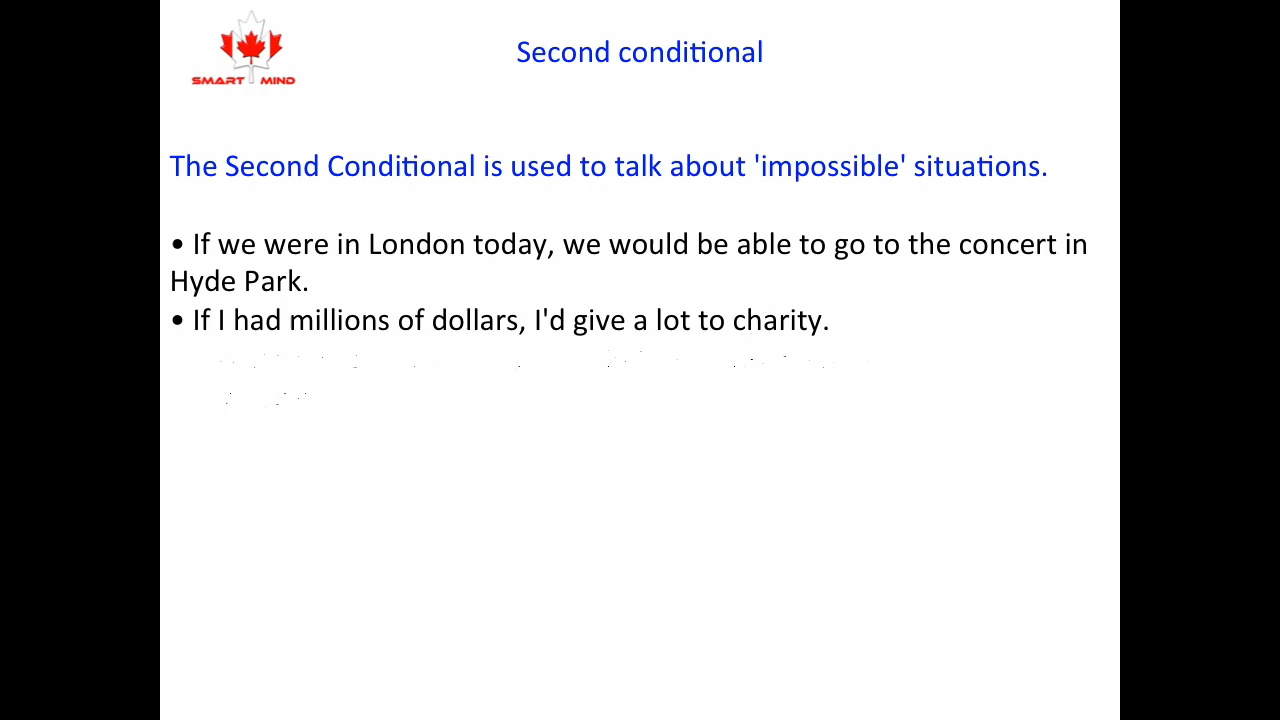 SMART MIND
Second conditional
The Second Conditional is used to talk about 'impossible' situations.
• If we were in London today, we would be able to go to the concert in
Hyde Park.
• If I had millions of dollars, I'd give a lot to charity.